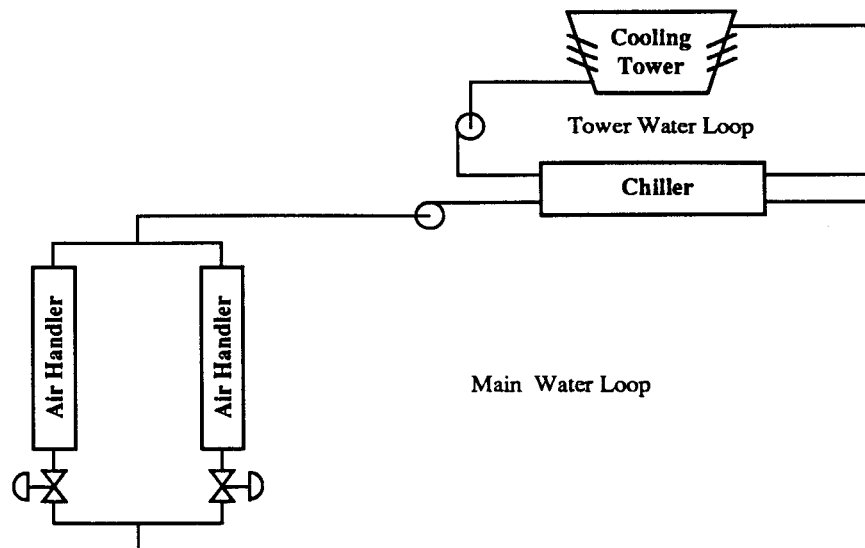 Cooling
Tower
Tower Water Loop
Chiller
Air Handler
Air Handler
Main Water Loop